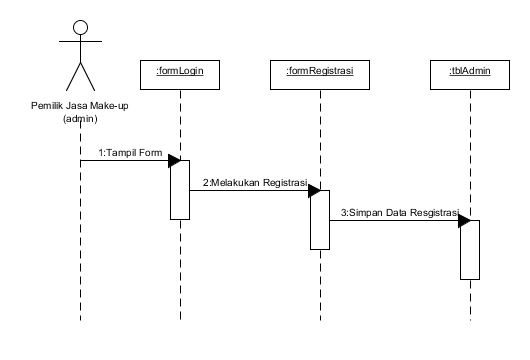 :formLogin
:formRegistrasi
:tblAdmin
Pemilik Jasa Make-up
(admin)
1:Tampil Form
2:Melakukan Registrasi
3:Simpan Data Resgistrasi